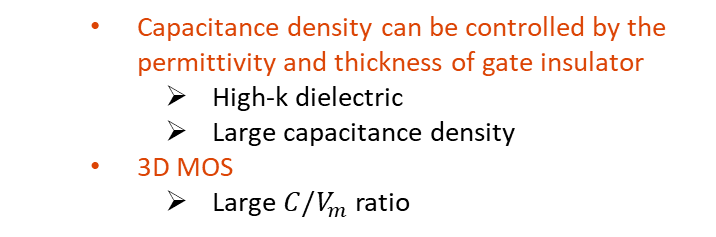 • Capacitance density can be controlled by the
permittivity and thickness of gate insulator
➤ High-k dielectric
➤ Large capacitance density
• 3D MOS
➤ Large C/Vm ratio